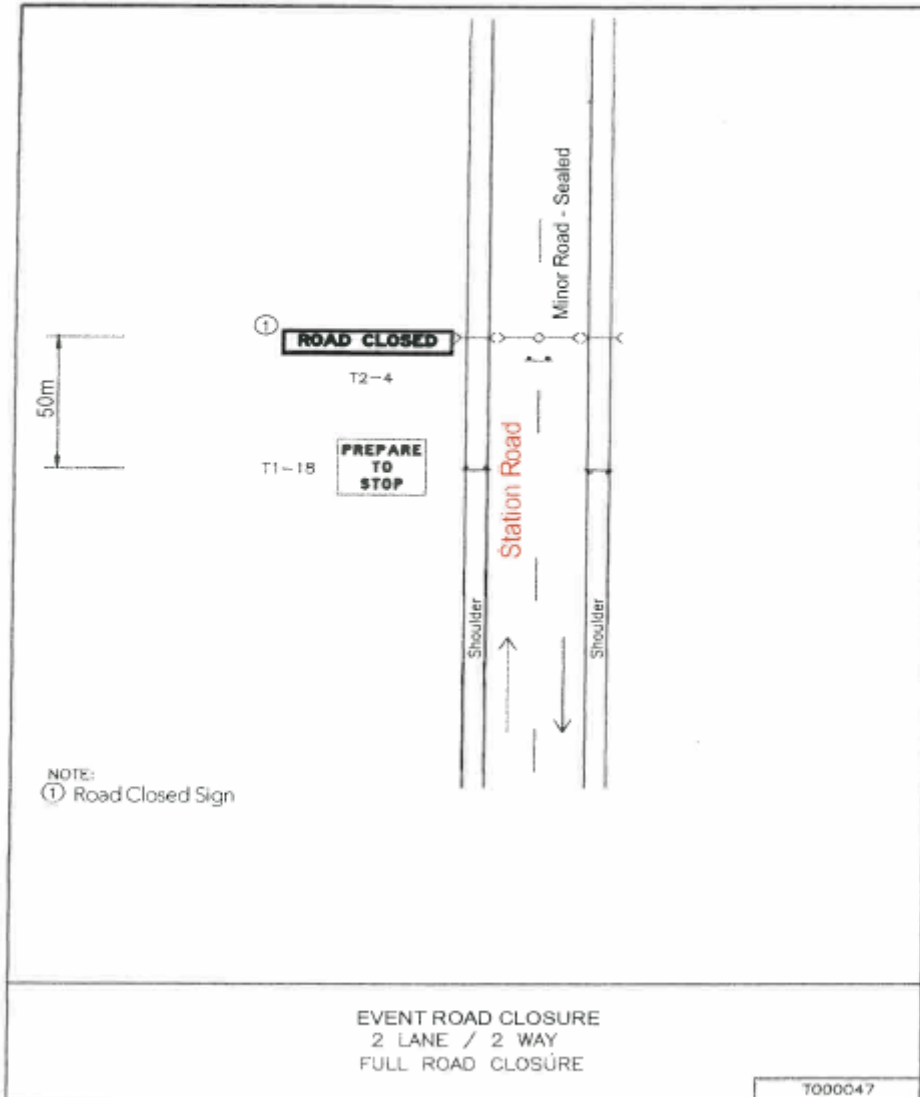 Minor Road - Sealed
①
ROAD CLOSED
T2-4
50m
T1-18
PREPARE
TO
STOP
Station Road
Shoulder
Shoulder
NOTE:
① Road Closed Sign
EVENT ROAD CLOSURE
2 LANE / 2 WAY
FULL ROAD CLOSURE
T000047